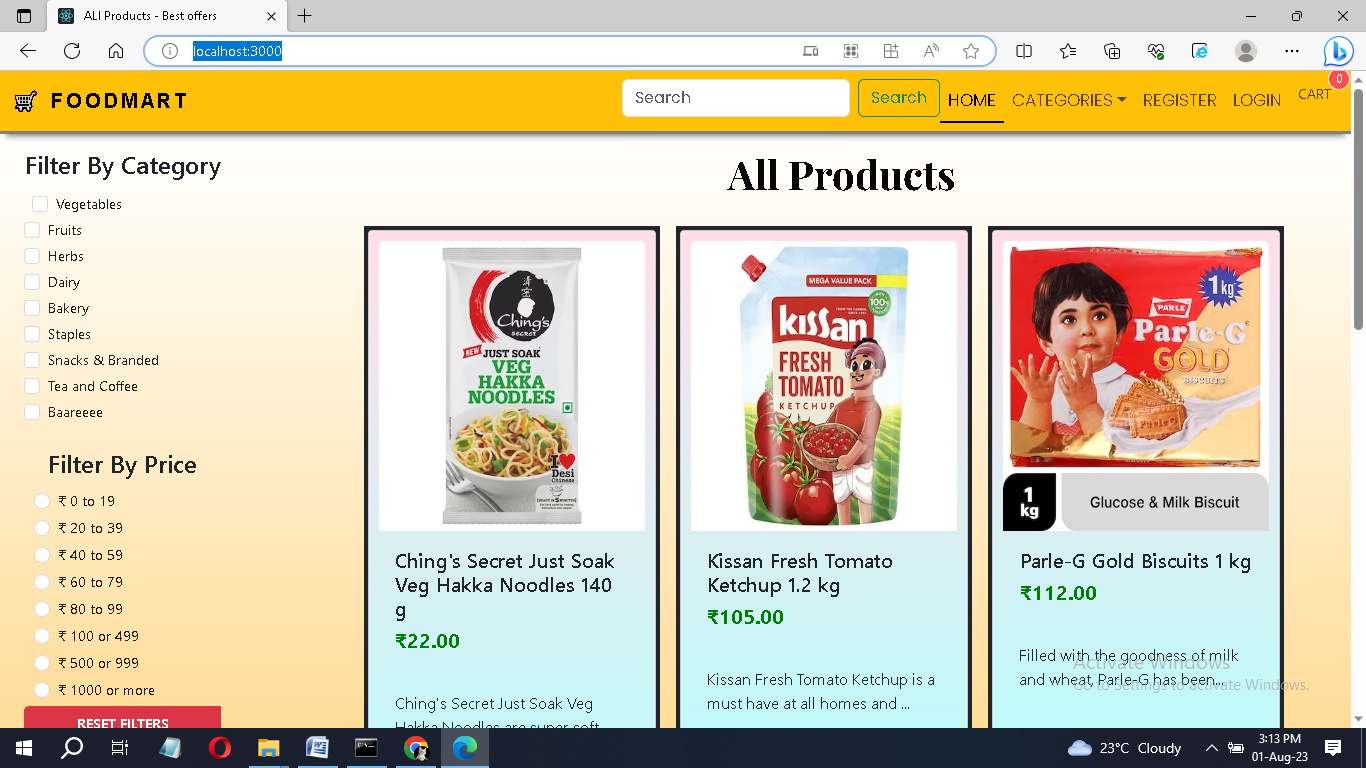 ALl Products - Best offers
localhost:3000
FOODMART
Search
Search
HOME
CATEGORIES
REGISTER
LOGIN
CART
0
Filter By Category
Vegetables
Fruits
Herbs
Dairy
Bakery
Staples
Snacks & Branded
Tea and Coffee
Baareeee
Filter By Price
₹ 0 to 19
₹ 20 to 39
₹ 40 to 59
₹ 60 to 79
₹ 80 to 99
₹ 100 or 499
₹ 500 or 999
₹ 1000 or more
RESET FILTERS
All Products
Ching's
SECRET
NEW JUST SOAK
VEG
HAKKA
NOODLES
I
Desi
Chinese
Ching's Secret Just Soak
Veg Hakka Noodles 140
g
₹22.00
Ching's Secret Just Soak Veg
Hakka Noodles are super soft
MEGA VALUE PACK
100%
kissan
FRESH
TOMATO
KETCHUP
Kissan Fresh Tomato
Ketchup 1.2 kg
₹105.00
Kissan Fresh Tomato Ketchup is a
must have at all homes and ...
1kg
PARLE
Parle-G
GOLD
BISCUITS
1
kg
Glucose & Milk Biscuit
Parle-G Gold Biscuits 1 kg
₹112.00
Filled with the goodness of milk
and wheat, Parle-G has been...
Activate Windows
Go to Settings to activate Windows.
23°C Cloudy
3:13 PM
01-Aug-23